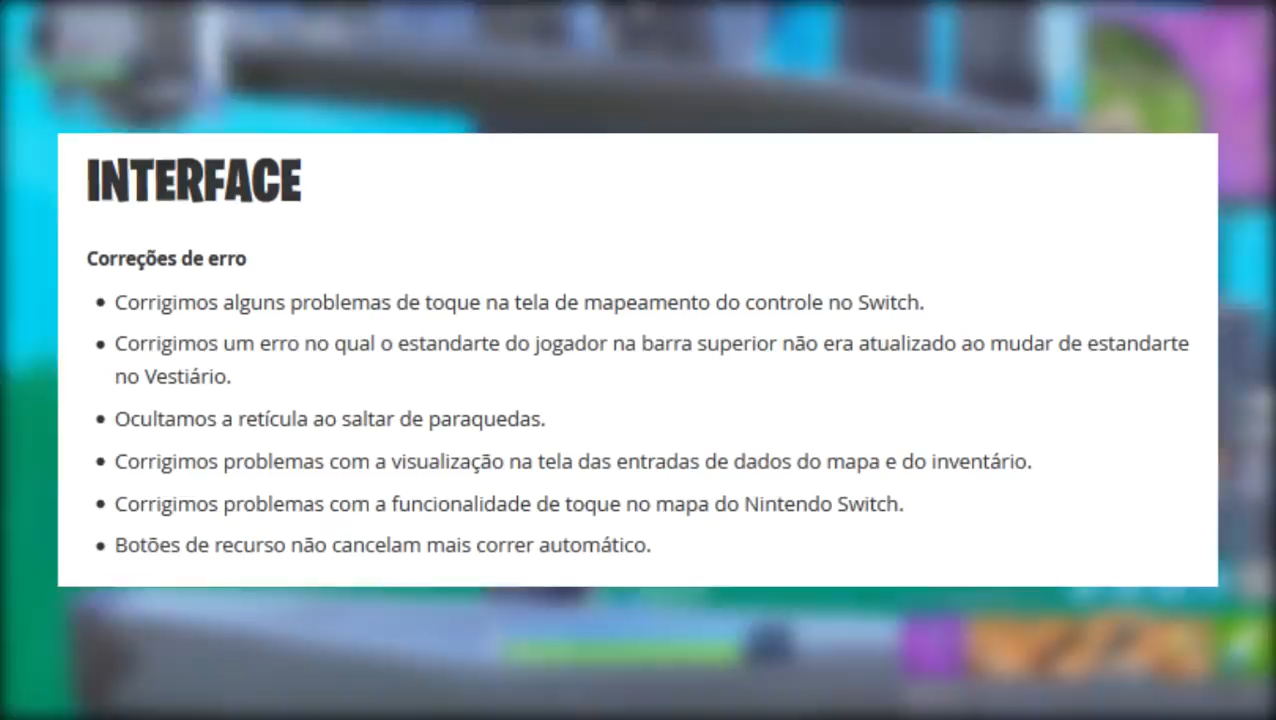 INTERFACE
Correções de erro
• Corrigimos alguns problemas de toque na tela de mapeamento do controle no Switch.
• Corrigimos um erro no qual o estandarte do jogador na barra superior não era atualizado ao mudar de estandarte
no Vestiário.
• Ocultamos a retícula ao saltar de paraquedas.
• Corrigimos problemas com a visualização na tela das entradas de dados do mapa e do inventário.
• Corrigimos problemas com a funcionalidade de toque no mapa do Nintendo Switch.
• Botões de recurso não cancelam mais correr automático.